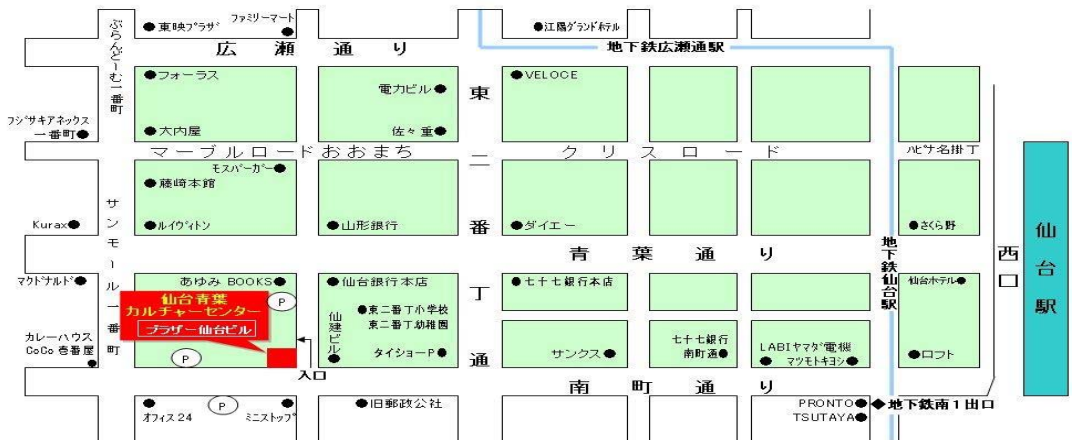 ぶらんどーむ一番町
東映プラザ
ファミリーマート
江陽グランドホテル
広瀬通り
地下鉄広瀬通駅
フォーラス
電力ビル
VELOCE
フジサキアネックス
一番町
大内屋
佐々重
マーブルロードおおまち
クリスロード
ハピナ名掛丁
モスバーガー
藤崎本館
Kurax
ルイヴィトン
山形銀行
ダイエー
さくら野
サンモール一番町
東二番丁通
青葉通り
地下鉄仙台駅
西口
仙台駅
マクドナルド
あゆみ BOOKS
仙台銀行本店
七十七銀行本店
仙台ホテル
P
仙台青葉
カルチャーセンター
ブラザー仙台ビル
仙建ビル
東二番丁小学校
東二番丁幼稚園
カレーハウス
CoCo 壱番屋
P
タイショーP
サンクス
七十七銀行
南町通
LABIヤマダ電機
マツモトキヨシ
ロフト
入口
南町通り
オフィス24
P
ミニストップ
旧郵政公社
PRONTO
TSUTAYA
地下鉄南1出口